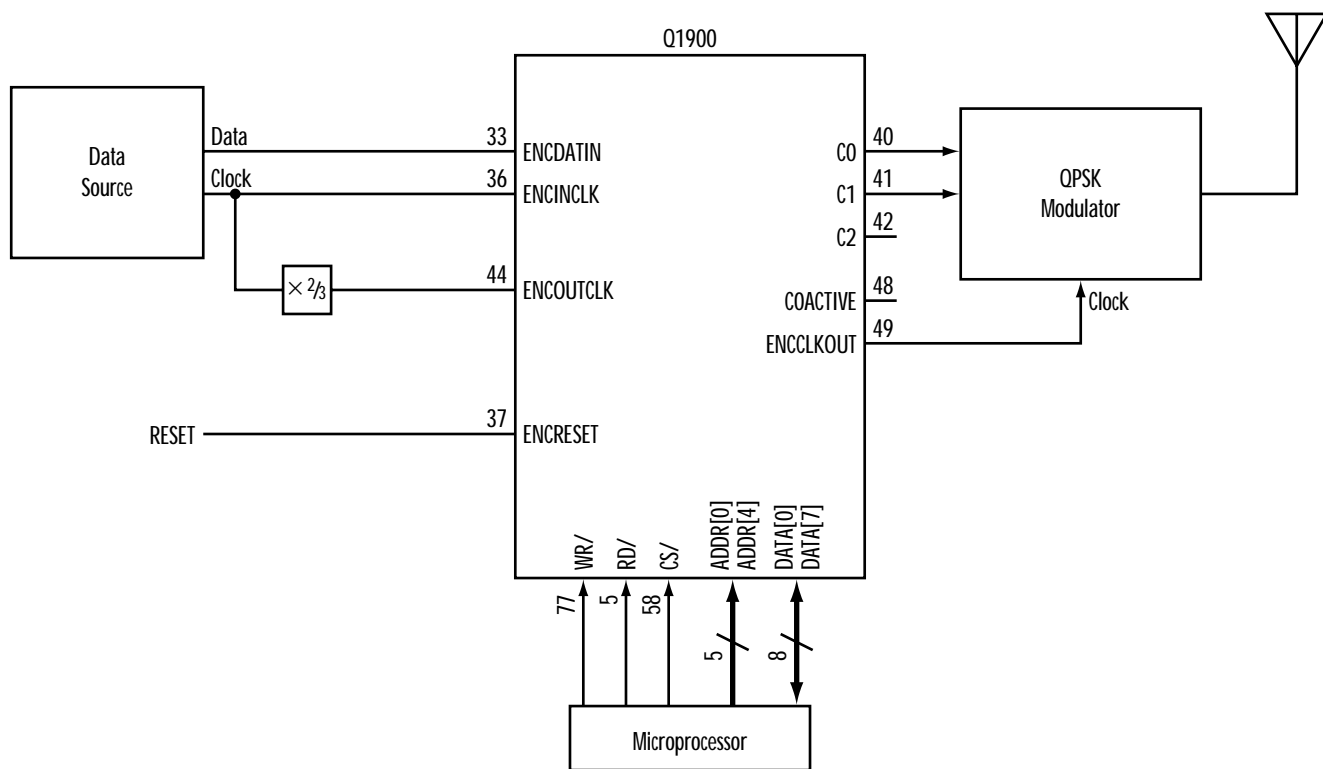 Q1900
Data
Source
Data
Clock
× 2/3
RESET
33
36
44
37
ENCDATIN
ENCINCLK
ENCOUTCLK
ENCRESET
C0
C1
C2
COACTIVE
ENCCLKOUT
40
41
42
48
49
QPSK
Modulator
Clock
WR/
RD/
CS/
ADDR[0]
ADDR[4]
DATA[0]
DATA[7]
77
5
58
5
8
Microprocessor